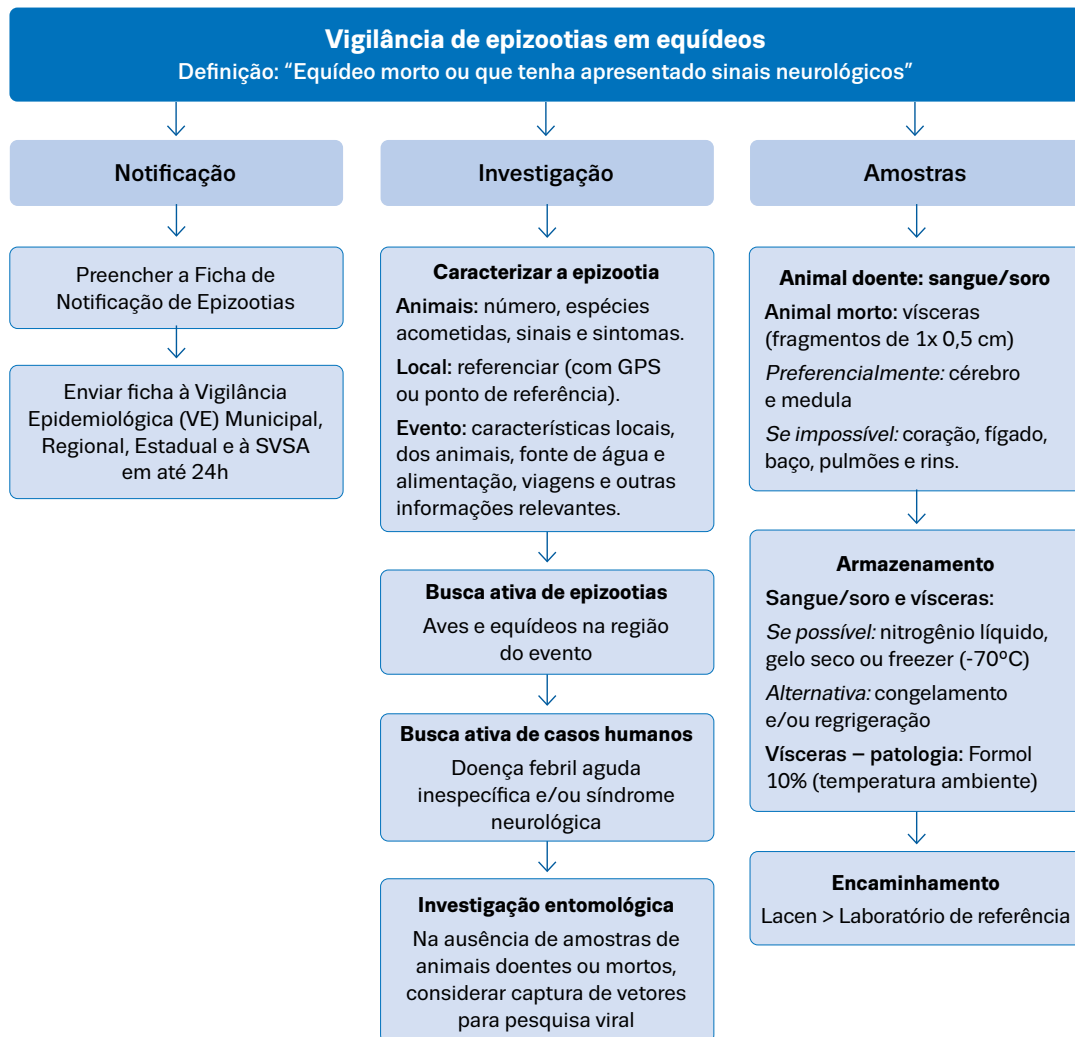 Vigilância de epizootias em equídeos
Definição: “Equídeo morto ou que tenha apresentado sinais neurológicos”
Notificação
Preencher a Ficha de
Notificação de Epizootias
Enviar ficha à Vigilância
Epidemiológica (VE) Municipal,
Regional, Estadual e à SVSA
em até 24h
Investigação
Caracterizar a epizootia
Animais: número, espécies
acometidas, sinais e sintomas.
Local: referenciar (com GPS
ou ponto de referência).
Evento: características locais,
dos animais, fonte de água e
alimentação, viagens e outras
informações relevantes.
Busca ativa de epizootias
Aves e equídeos na região
do evento
Busca ativa de casos humanos
Doença febril aguda
inespecífica e/ou síndrome
neurológica
Investigação entomológica
Na ausência de amostras de
animais doentes ou mortos,
considerar captura de vetores
para pesquisa viral
Amostras
Animal doente: sangue/soro
Animal morto: vísceras
(fragmentos de 1x 0,5 cm)
Preferencialmente: cérebro
e medula
Se impossível: coração, fígado,
baço, pulmões e rins.
Armazenamento
Sangue/soro e vísceras:
Se possível: nitrogênio líquido,
gelo seco ou freezer (-70ºC)
Alternativa: congelamento
e/ou regrigeração
Vísceras – patologia: Formol
10% (temperatura ambiente)
Encaminhamento
Lacen > Laboratório de referência